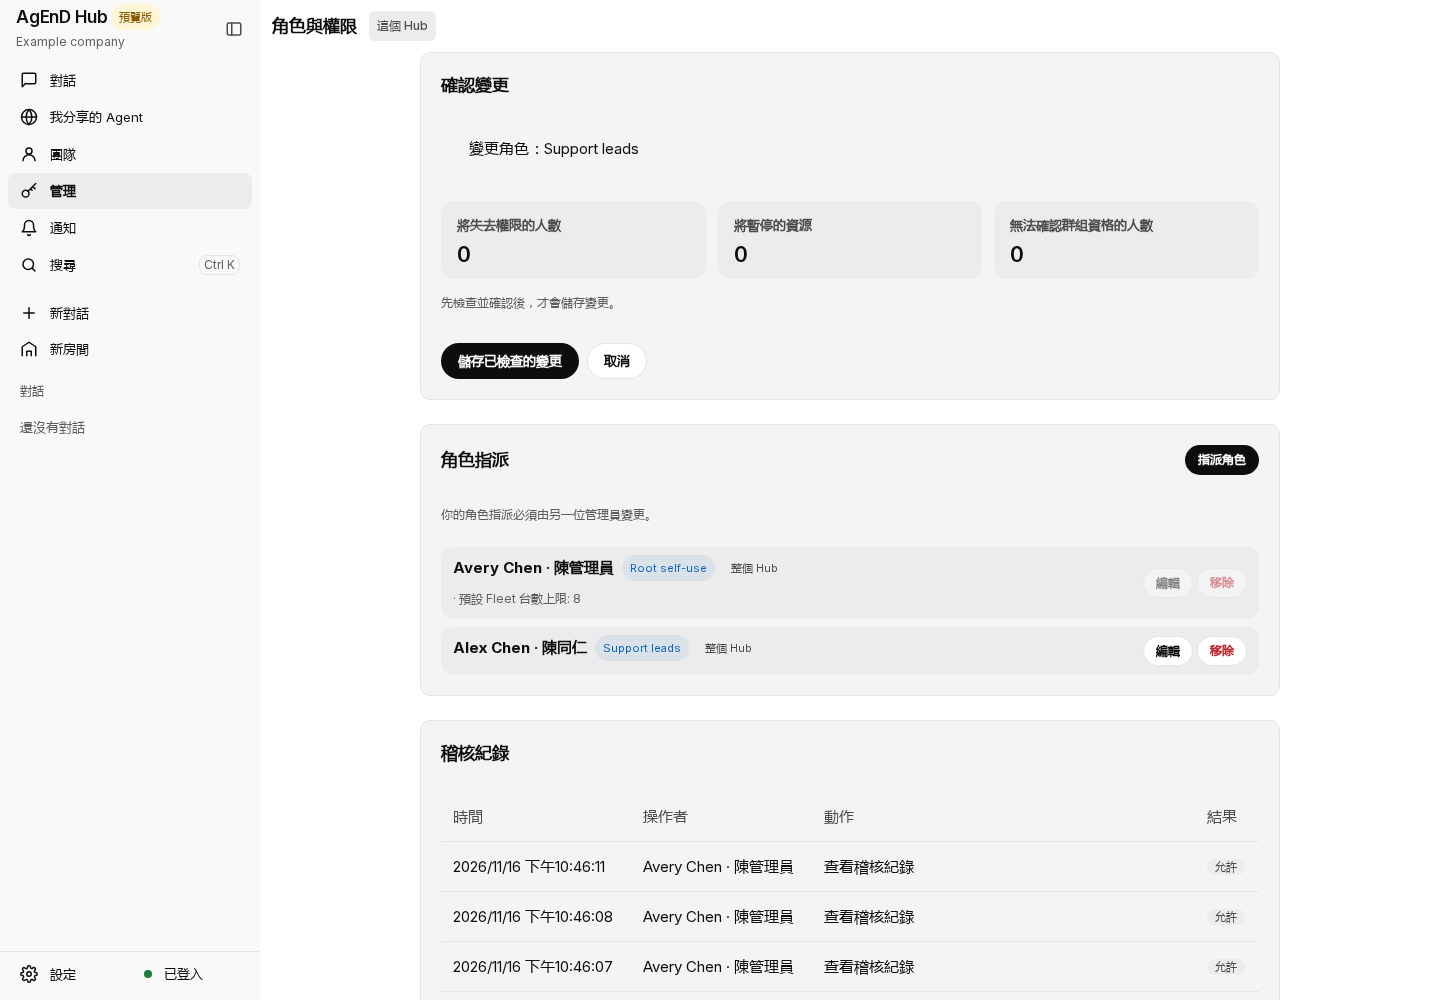 AgEnD Hub 預覽版
Example company
對話
我分享的 Agent
團隊
管理
通知
搜尋 Ctrl K
新對話
新房間
對話
還沒有對話
設定 已登入
角色與權限 這個 Hub
確認變更
變更角色：Support leads
將失去權限的人數
0
將暫停的資源
0
無法確認群組資格的人數
0
先檢查並確認後，才會儲存變更。
儲存已檢查的變更 取消
角色指派 指派角色
你的角色指派必須由另一位管理員變更。
Avery Chen · 陳管理員 Root self-use 整個 Hub
· 預設 Fleet 台數上限: 8
編輯 移除
Alex Chen · 陳同仁 Support leads 整個 Hub
編輯 移除
稽核紀錄
時間 操作者 動作 結果
2026/11/16 下午10:46:11 Avery Chen · 陳管理員 查看稽核紀錄 允許
2026/11/16 下午10:46:08 Avery Chen · 陳管理員 查看稽核紀錄 允許
2026/11/16 下午10:46:07 Avery Chen · 陳管理員 查看稽核紀錄 允許